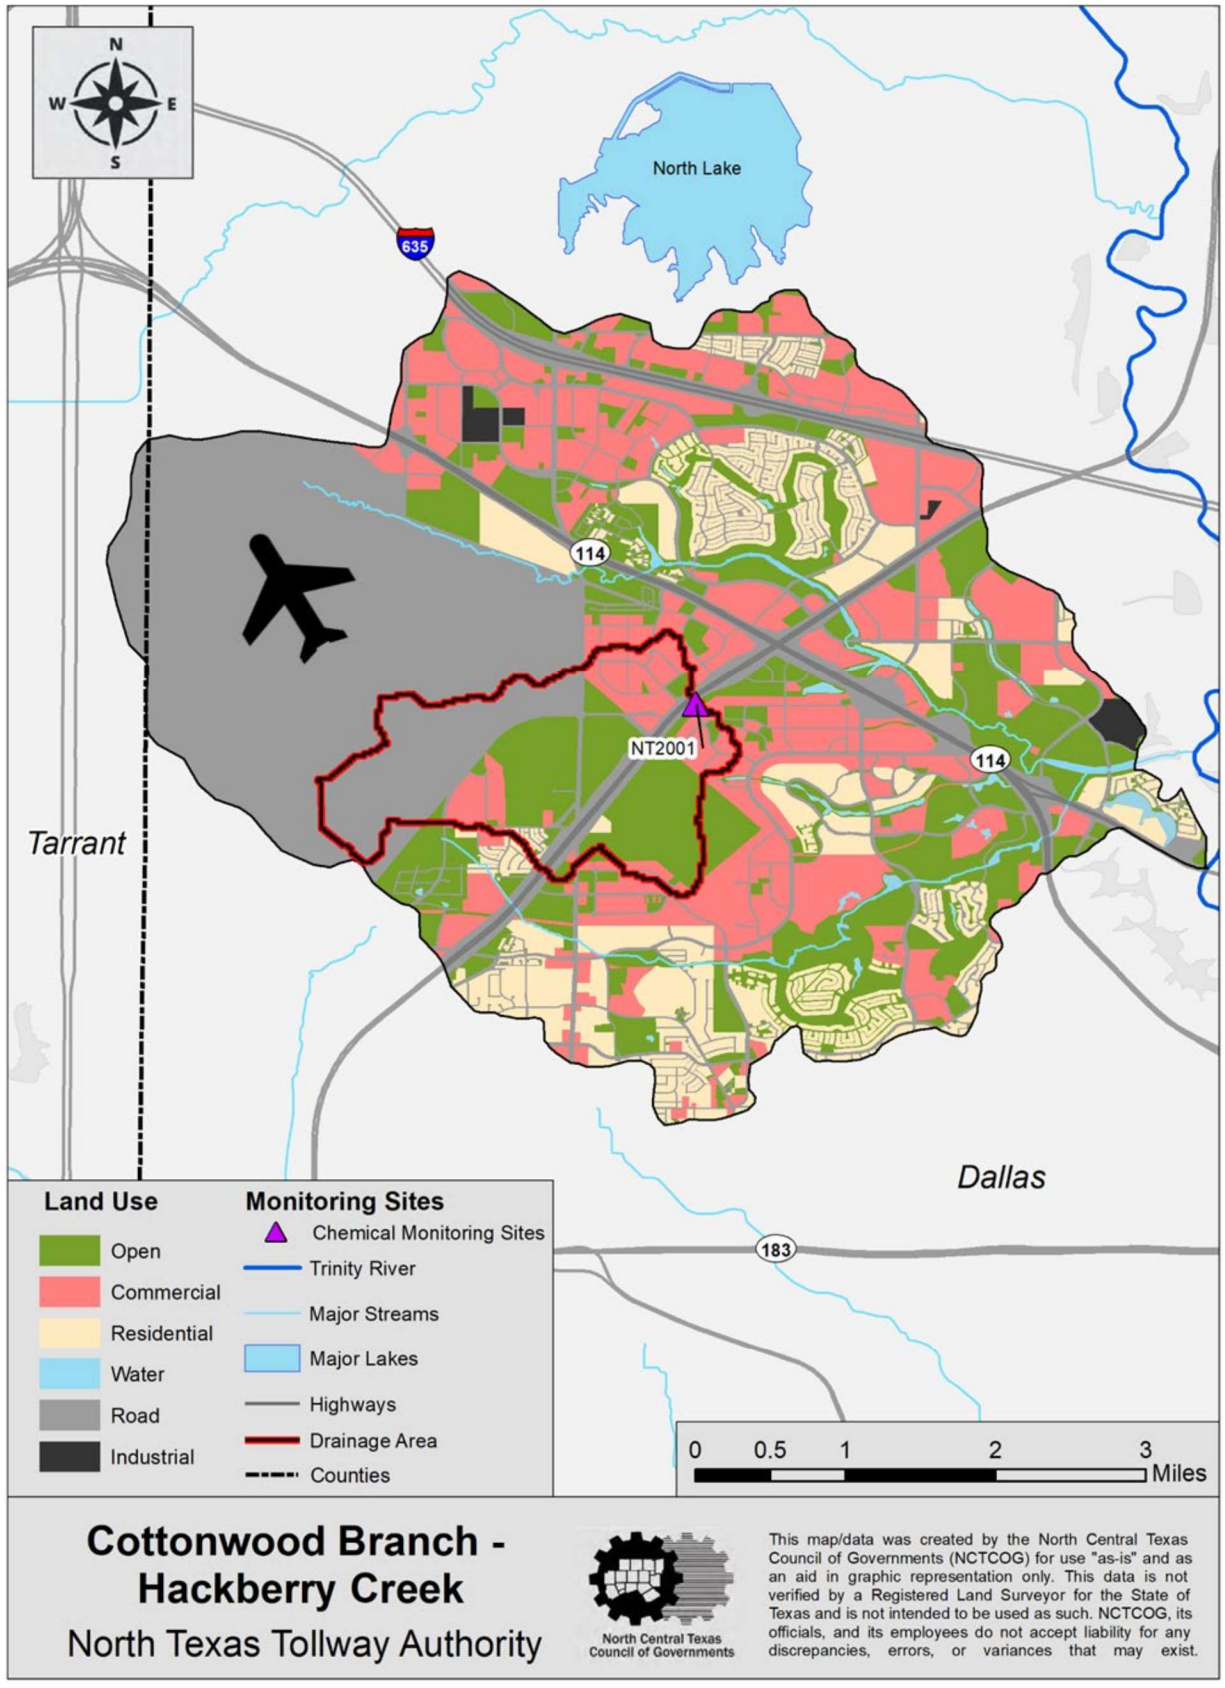 N
W
E
S
North Lake
635
114
NT2001
114
Tarrant
Dallas
183
Land Use
Open
Commercial
Residential
Water
Road
Industrial
Monitoring Sites
Chemical Monitoring Sites
Trinity River
Major Streams
Major Lakes
Highways
Drainage Area
Counties
0 0.5 1 2 3
Miles
Cottonwood Branch -
Hackberry Creek
North Texas Tollway Authority
North Central Texas
Council of Governments
This map/data was created by the North Central Texas
Council of Governments (NCTCOG) for use "as-is" and as
an aid in graphic representation only. This data is not
verified by a Registered Land Surveyor for the State of
Texas and is not intended to be used as such. NCTCOG, its
officials, and its employees do not accept liability for any
discrepancies, errors, or variances that may exist.